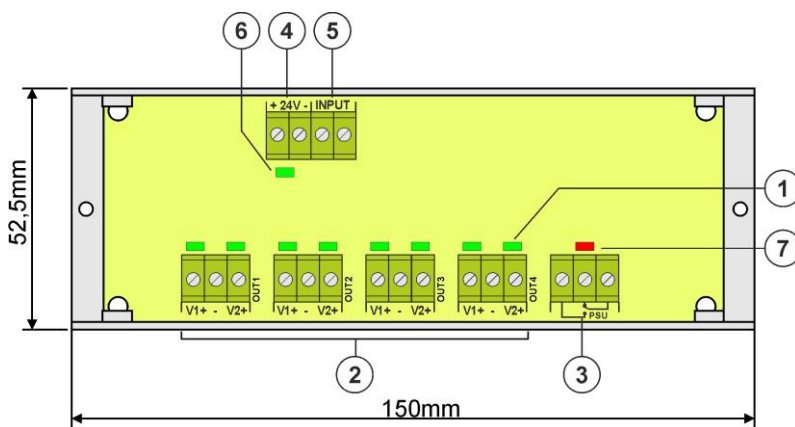 6 4 5
+ 24V - INPUT
1
52,5mm
7
OUT1 OUT2 OUT3 OUT4
V1+ - V2+ V1+ - V2+ V1+ - V2+ V1+ - V2+ PSU
2 3
150mm